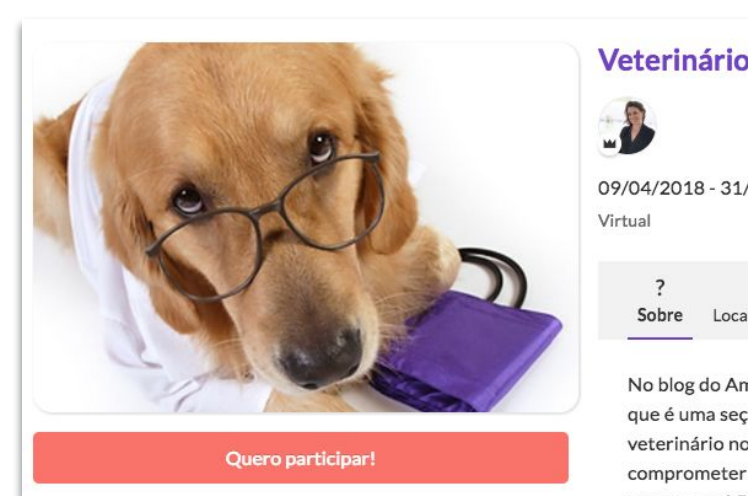 Veterinário
09/04/2018 - 31/
Virtual
?
Sobre Loca
No blog do Am
que é uma seç
veterinário no
comprometer
Quero participar!